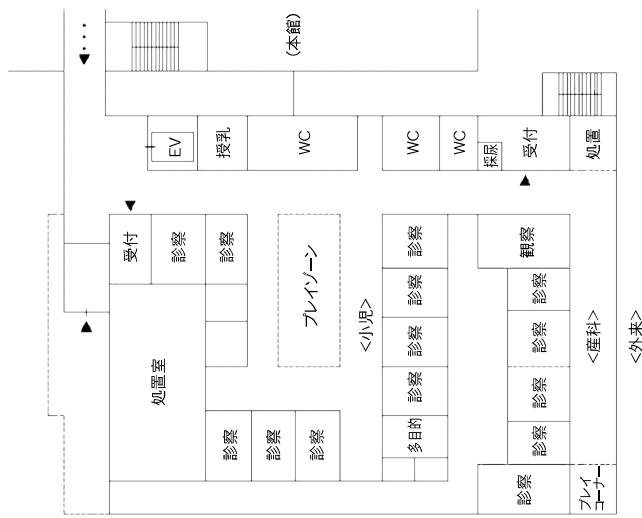 (本館)
EV
授乳
WC
WC
WC
採尿
受付
処置
受付
診察
診察
プレイゾーン
<小児>
診察
観察
処置室
診察
診察
診察
診察
診察
診察
多目的
診察
診察
診察
診察
診察
診察
プレイ
コーナー
<産科>
<外来>